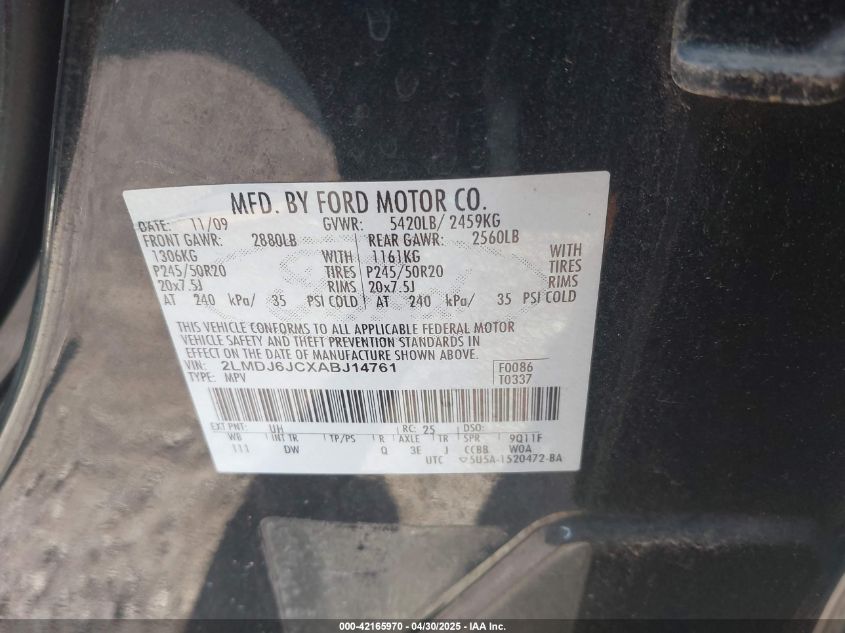 MFD. BY FORD MOTOR CO.
DATE: 11/09 GVWR: 5420LB/ 2459KG
FRONT GAWR: 2880LB REAR GAWR: 2560LB
1306KG WITH 1161KG WITH
P245/50R20 TIRES P245/50R20 TIRES
20x7.5J RIMS 20x7.5J RIMS
AT 240 kPa/ 35 PSI COLD AT 240 kPa/ 35 PSI COLD
THIS VEHICLE CONFORMS TO ALL APPLICABLE FEDERAL MOTOR
VEHICLE SAFETY AND THEFT PREVENTION STANDARDS IN
EFFECT ON THE DATE OF MANUFACTURE SHOWN ABOVE.
VIN: 2LMDJ6JCXABJ14761 F0086
TYPE: MPV T0337
EXT PNT: UH RC: 25 DSO:
WB INT TR TP/PS R AXLE TR SPR 9Q11F
111 DW Q 3E J CCBB WOA
UTC 5U5A-1520472-BA
000-42165970 / 04/30/2025 - IAA Inc.